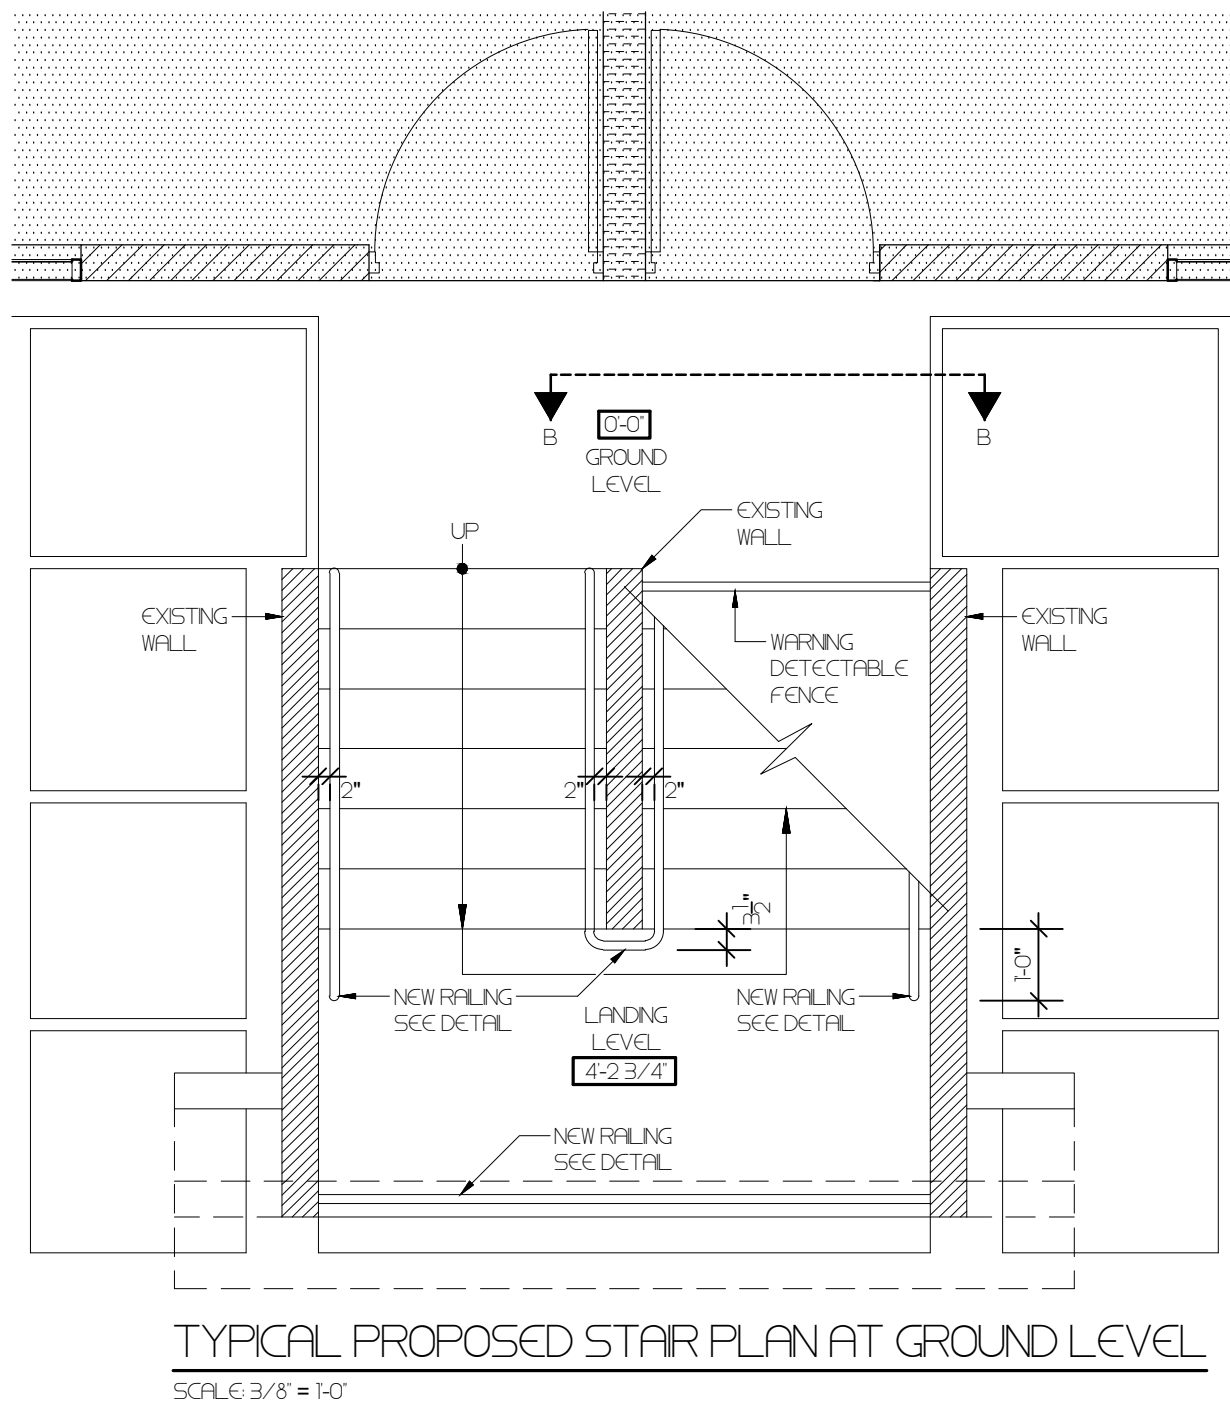 B
B
0'-0"
GROUND
LEVEL
EXISTING
WALL
UP
EXISTING
WALL
EXISTING
WALL
WARNING
DETECTABLE
FENCE
2"
2"
2"
3 1/2"
1'-0"
NEW RAILING
SEE DETAIL
LANDING
LEVEL
4'-2 3/4"
NEW RAILING
SEE DETAIL
NEW RAILING
SEE DETAIL
TYPICAL PROPOSED STAIR PLAN AT GROUND LEVEL
SCALE: 3/8" = 1'-0"